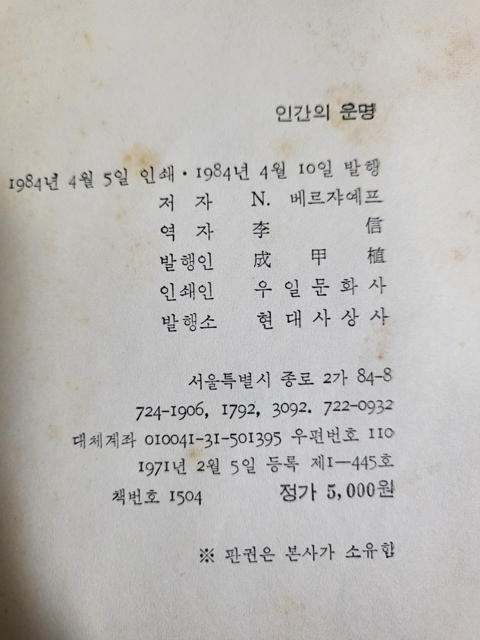 인간의 운명
1984년 4월 5일 인쇄·1984년 4월 10일 발행
저 자 N. 베르쟈예프
역 자 李 信
발행인 成 甲 植
인쇄인 우일문화사
발행소 현대사상사
서울특별시 종로 2가 84-8
724-1906, 1792, 3092. 722-0932
대체계좌 010041-31-501395 우편번호 110
1971년 2월 5일 등록 제1—445호
책번호 1504 정가 5,000원
※ 판권은 본사가 소유함